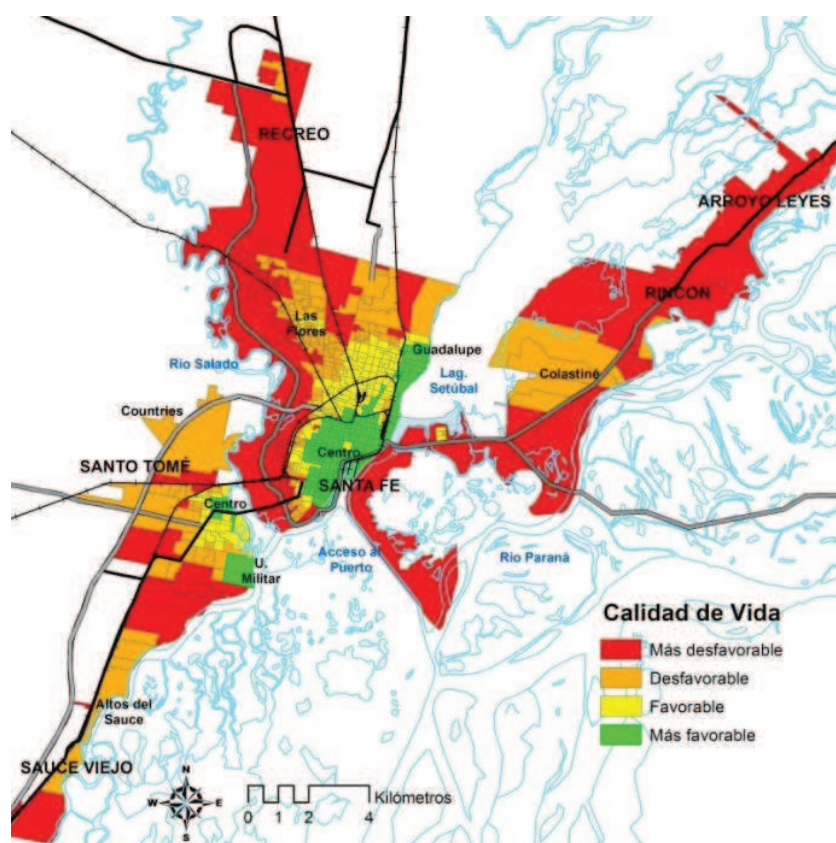 RECREO
ARROYO LEYES
RINCON
Las
Flores
Guadalupe
Río Salado
Lag.
Setúbal
Colastiné
Countries
Centro
SANTO TOMÉ
SANTA FE
Centro
Acceso al
Puerto
Río Paraná
U.
Militar
Calidad de Vida
Más desfavorable
Desfavorable
Favorable
Más favorable
Altos del
Sauce
SAUCE VIEJO
N
W
E
S
Kilómetros
0 1 2 4